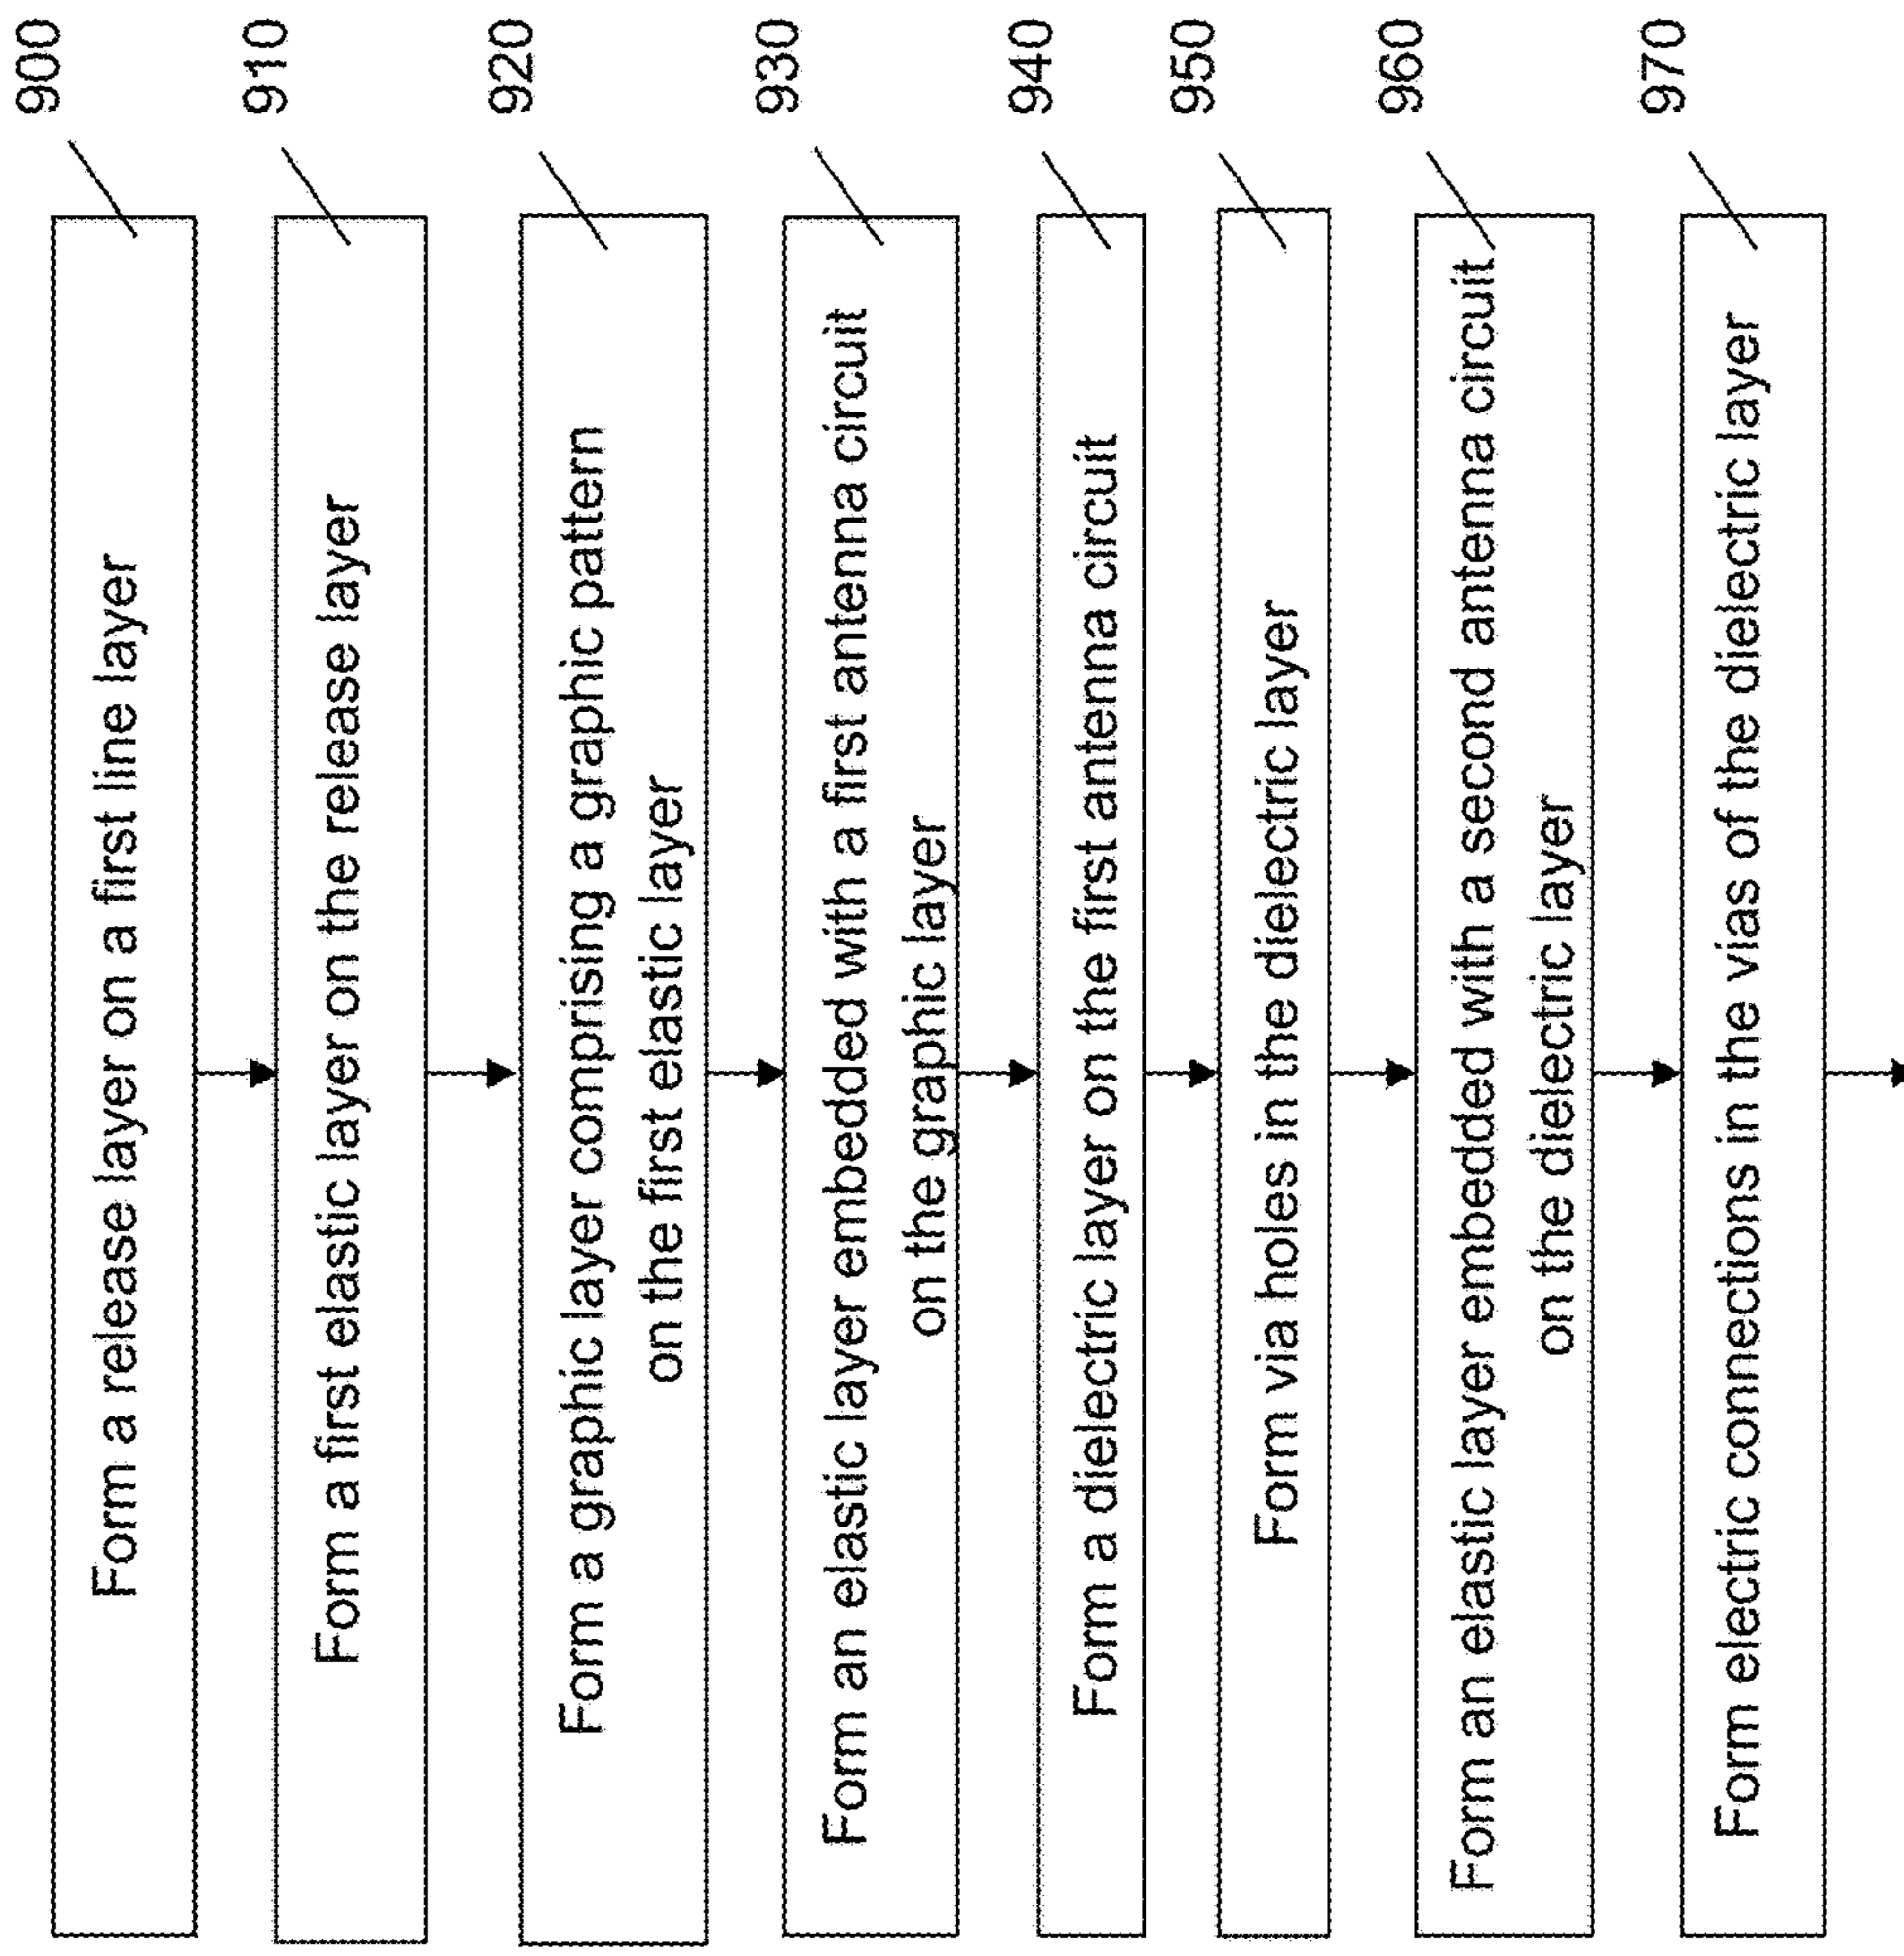 900
Form a release layer on a first line layer
910
Form a first elastic layer on the release layer
920
Form a graphic layer comprising a graphic pattern
on the first elastic layer
930
Form an elastic layer embedded with a first antenna circuit
on the graphic layer
940
Form a dielectric layer on the first antenna circuit
950
Form via holes in the dielectric layer
960
Form an elastic layer embedded with a second antenna circuit
on the dielectric layer
970
Form electric connections in the vias of the dielectric layer